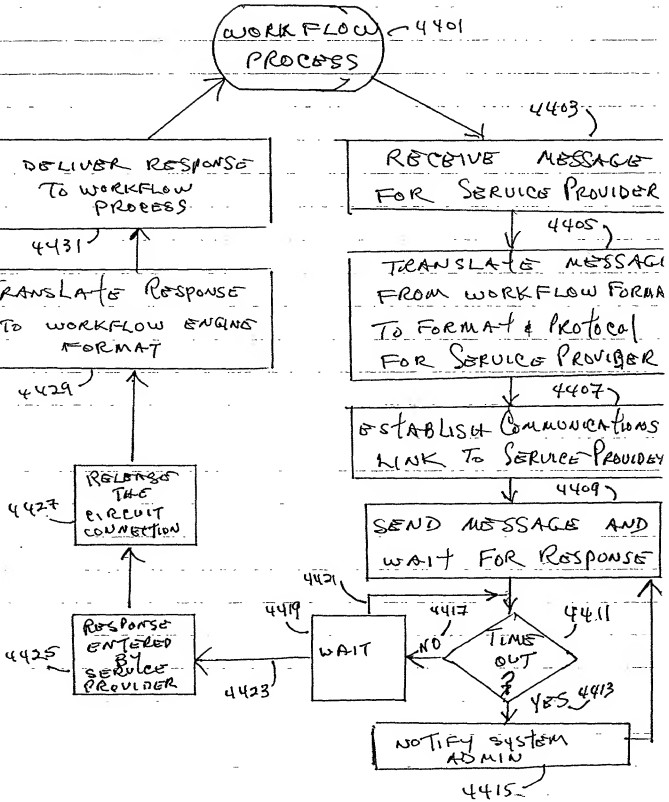 WORKFLOW
PROCESS
4401
4403
RECEIVE MESSAGE
FOR SERVICE PROVIDER
4405
TRANSLATE MESSAG
FROM WORKFLOW FORMA
TO FORMAT & PROTOCAL
FOR SERVICE PROVIDER
4407
ESTABLISH COMMUNICATIONS
LINK TO SERVICE PROVIDER
4409
SEND MESSAGE AND
WAIT FOR RESPONSE
TIME
OUT
?
4411
YES 4413
NOTIFY SYSTEM
ADMIN
4415
NO
4417
WAIT
4419
4421
4423
RESPONSE
ENTERED
BY
SERVICE
PROVIDER
4425
RELEASE
THE
CIRCUIT
CONNECTION
4427
TRANSLATE RESPONSE
TO WORKFLOW ENGINE
FORMAT
4429
DELIVER RESPONSE
TO WORKFLOW
PROCESS
4431